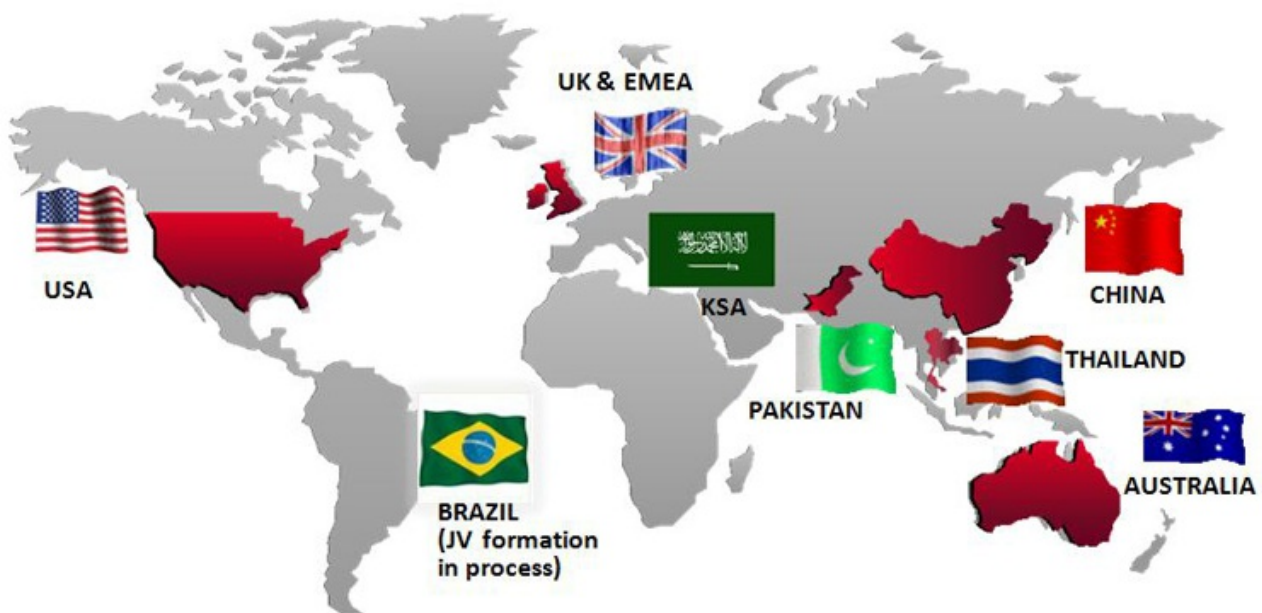 UK & EMEA
USA
KSA
CHINA
THAILAND
PAKISTAN
AUSTRALIA
BRAZIL
(JV formation
in process)